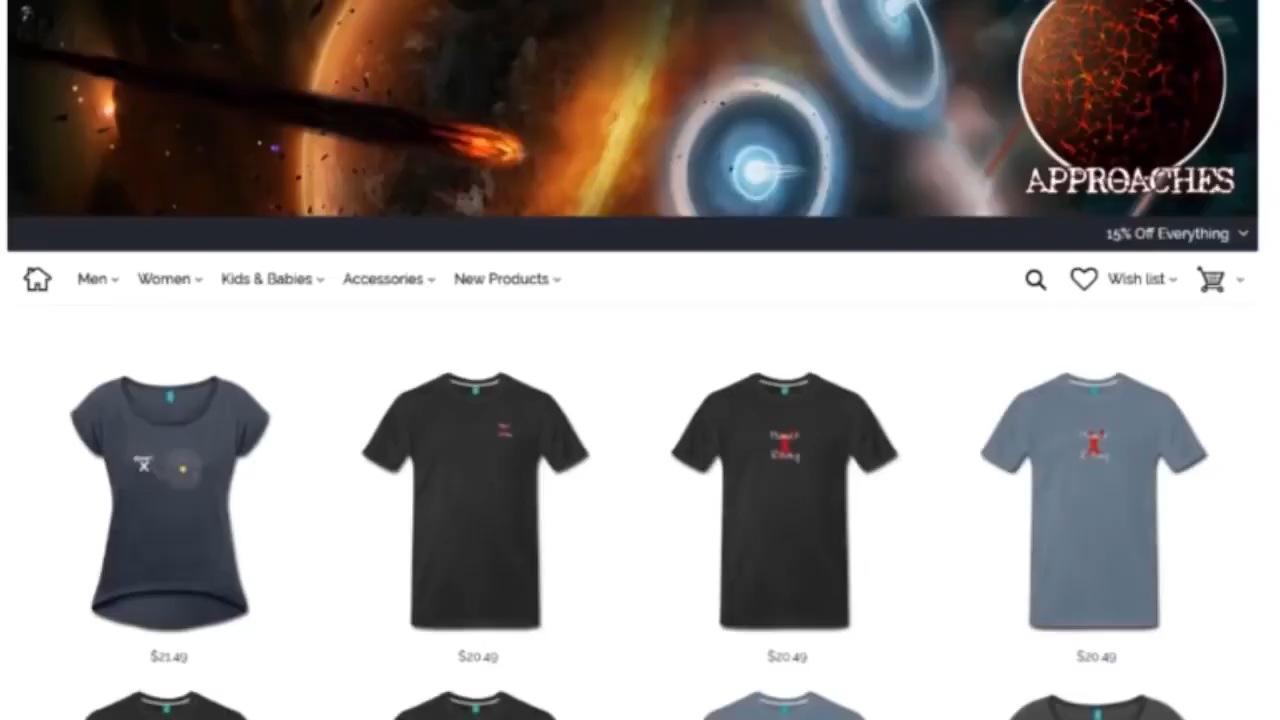 APPROACHES
15% Off Everything
Men Women Kids & Babies Accessories New Products Wish list
$21.49 $20.49 $20.49 $20.49